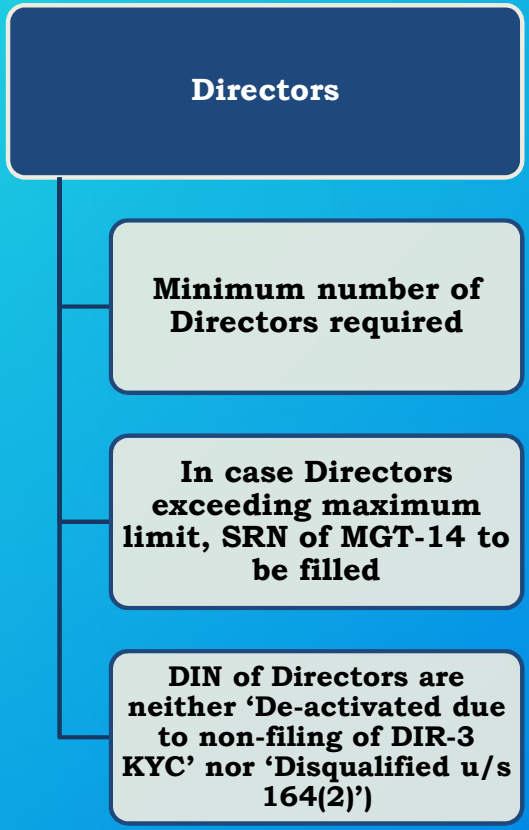 Directors
Minimum number of
Directors required
In case Directors
exceeding maximum
limit, SRN of MGT-14 to
be filled
DIN of Directors are
neither ‘De-activated due
to non-filing of DIR-3
KYC’ nor ‘Disqualified u/s
164(2)’)